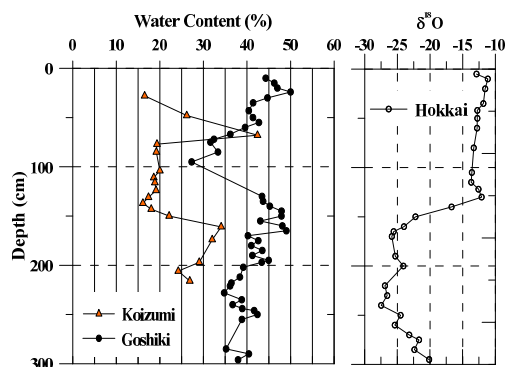 Water Content (%)
δ18O
0 10 20 30 40 50 60
-30 -25 -20 -15 -10
0
100
200
300
Depth (cm)
Hokkai
Koizumi
Goshiki